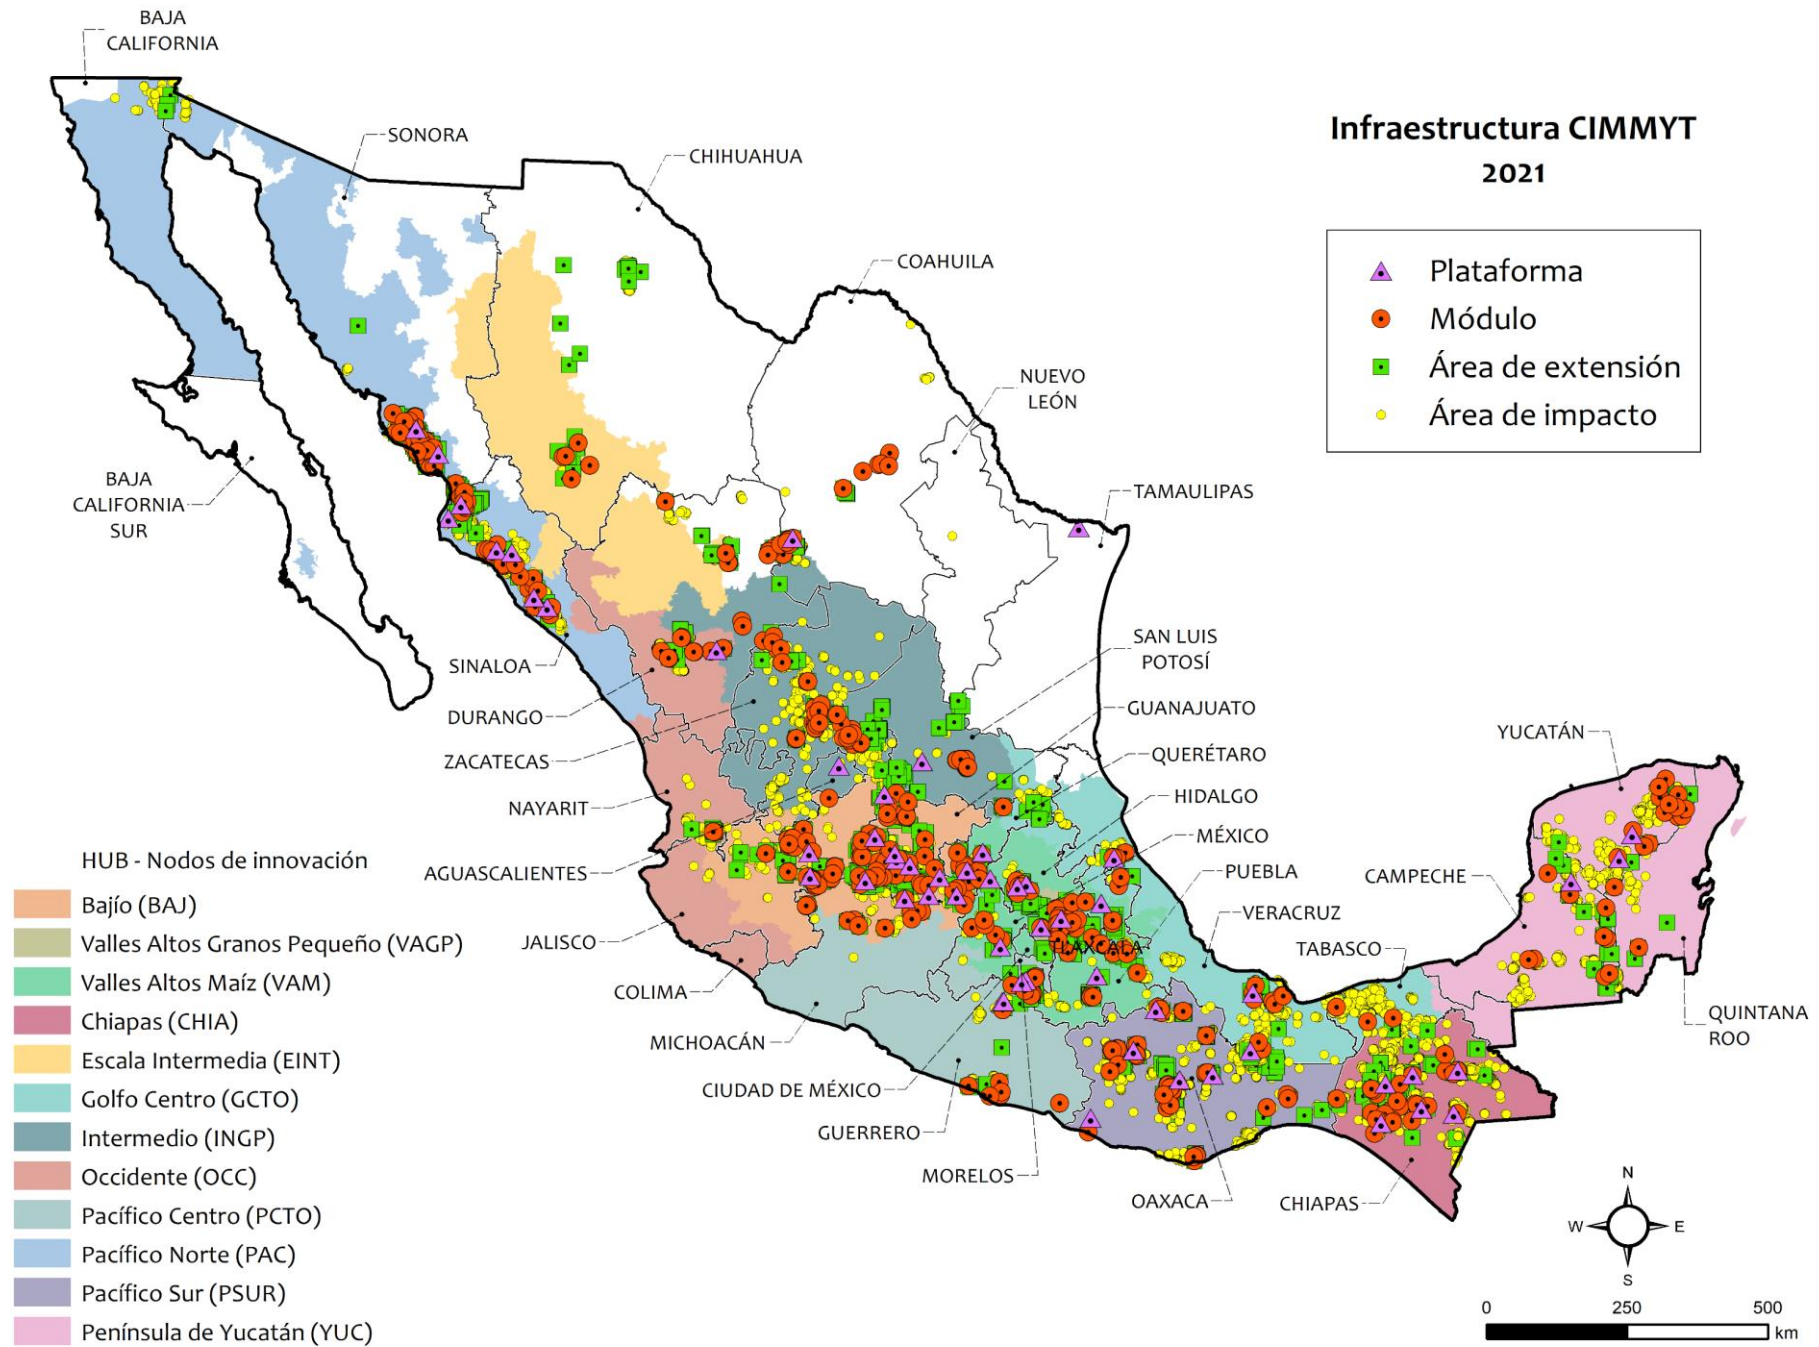 BAJA
CALIFORNIA
SONORA
CHIHUAHUA
COAHUILA
NUEVO
LEÓN
TAMAULIPAS
BAJA
CALIFORNIA
SUR
SINALOA
DURANGO
ZACATECAS
NAYARIT
AGUASCALIENTES
JALISCO
COLIMA
MICHOACÁN
CIUDAD DE MÉXICO
GUERRERO
MORELOS
OAXACA
CHIAPAS
SAN LUIS
POTOSÍ
GUANAJUATO
QUERÉTARO
HIDALGO
MÉXICO
PUEBLA
VERACRUZ
TABASCO
TLAXCALA
YUCATÁN
CAMPECHE
QUINTANA
ROO
Infraestructura CIMMYT
2021
Plataforma
Módulo
Área de extensión
Área de impacto
HUB - Nodos de innovación
Bajío (BAJ)
Valles Altos Granos Pequeño (VAGP)
Valles Altos Maíz (VAM)
Chiapas (CHIA)
Escala Intermedia (EINT)
Golfo Centro (GCTO)
Intermedio (INGP)
Occidente (OCC)
Pacífico Centro (PCTO)
Pacífico Norte (PAC)
Pacífico Sur (PSUR)
Península de Yucatán (YUC)
N
W E
S
0 250 500
km